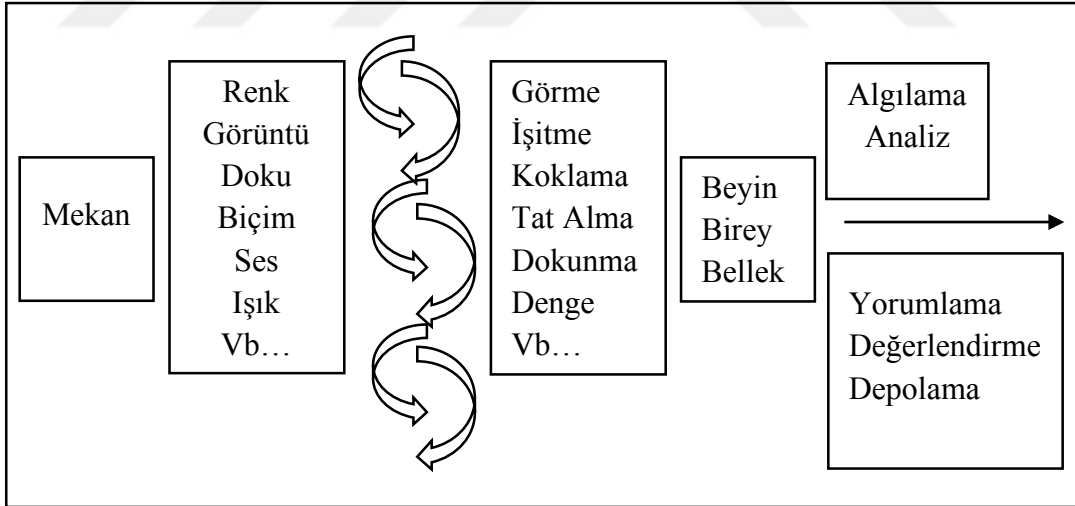 Mekan
Renk
Görüntü
Doku
Biçim
Ses
Işık
Vb…
Görme
İşitme
Koklama
Tat Alma
Dokunma
Denge
Vb…
Beyin
Birey
Bellek
Algılama
Analiz
Yorumlama
Değerlendirme
Depolama